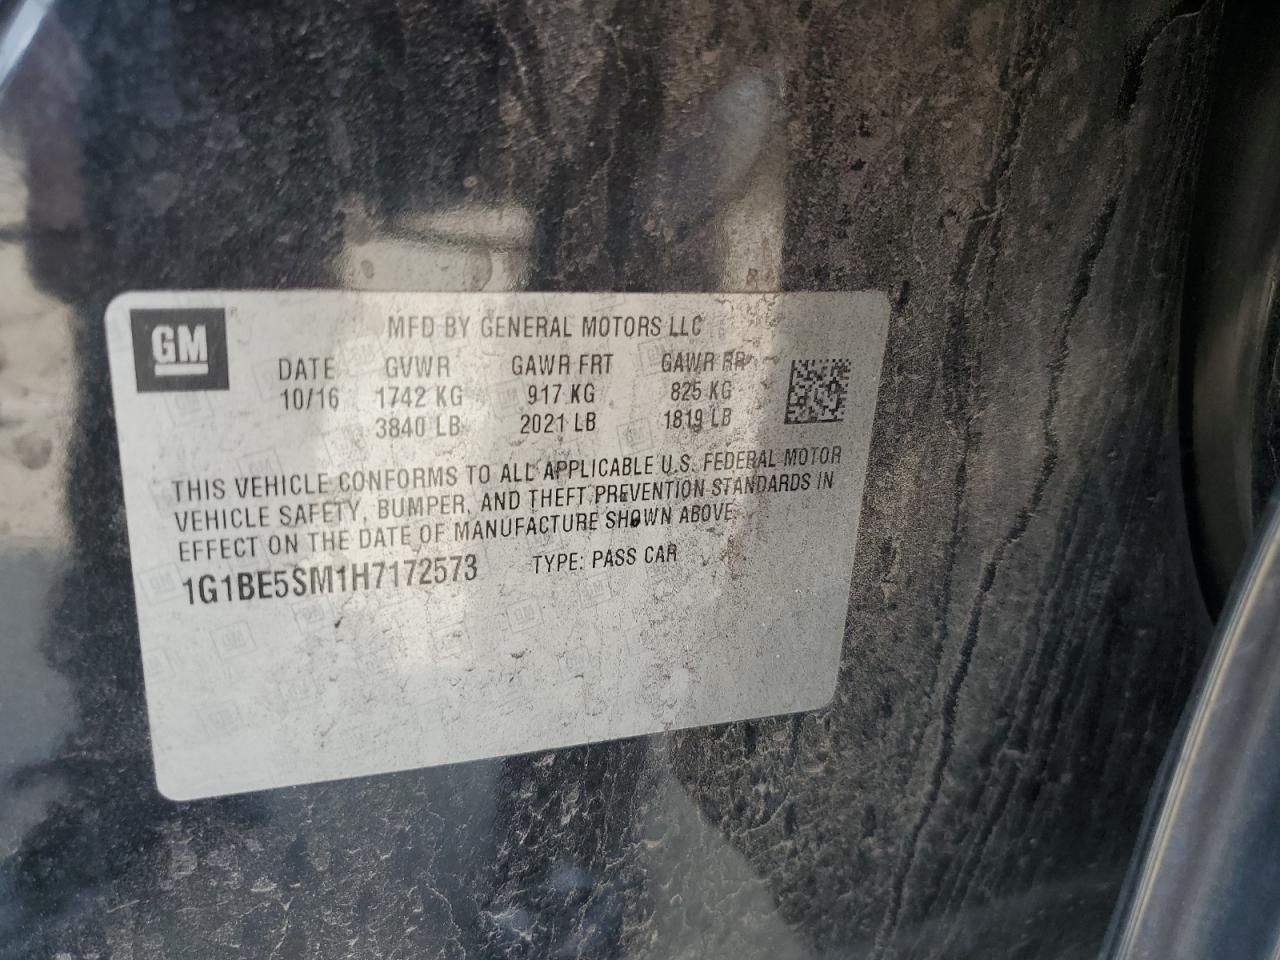 GM
MFD BY GENERAL MOTORS LLC
DATE GVWR GAWR FRT GAWR RR
10/16 1742 KG 917 KG 825 KG
3840 LB 2021 LB 1819 LB
THIS VEHICLE CONFORMS TO ALL APPLICABLE U.S. FEDERAL MOTOR
VEHICLE SAFETY, BUMPER, AND THEFT PREVENTION STANDARDS IN
EFFECT ON THE DATE OF MANUFACTURE SHOWN ABOVE
1G1BE5SM1H7172573 TYPE: PASS CAR